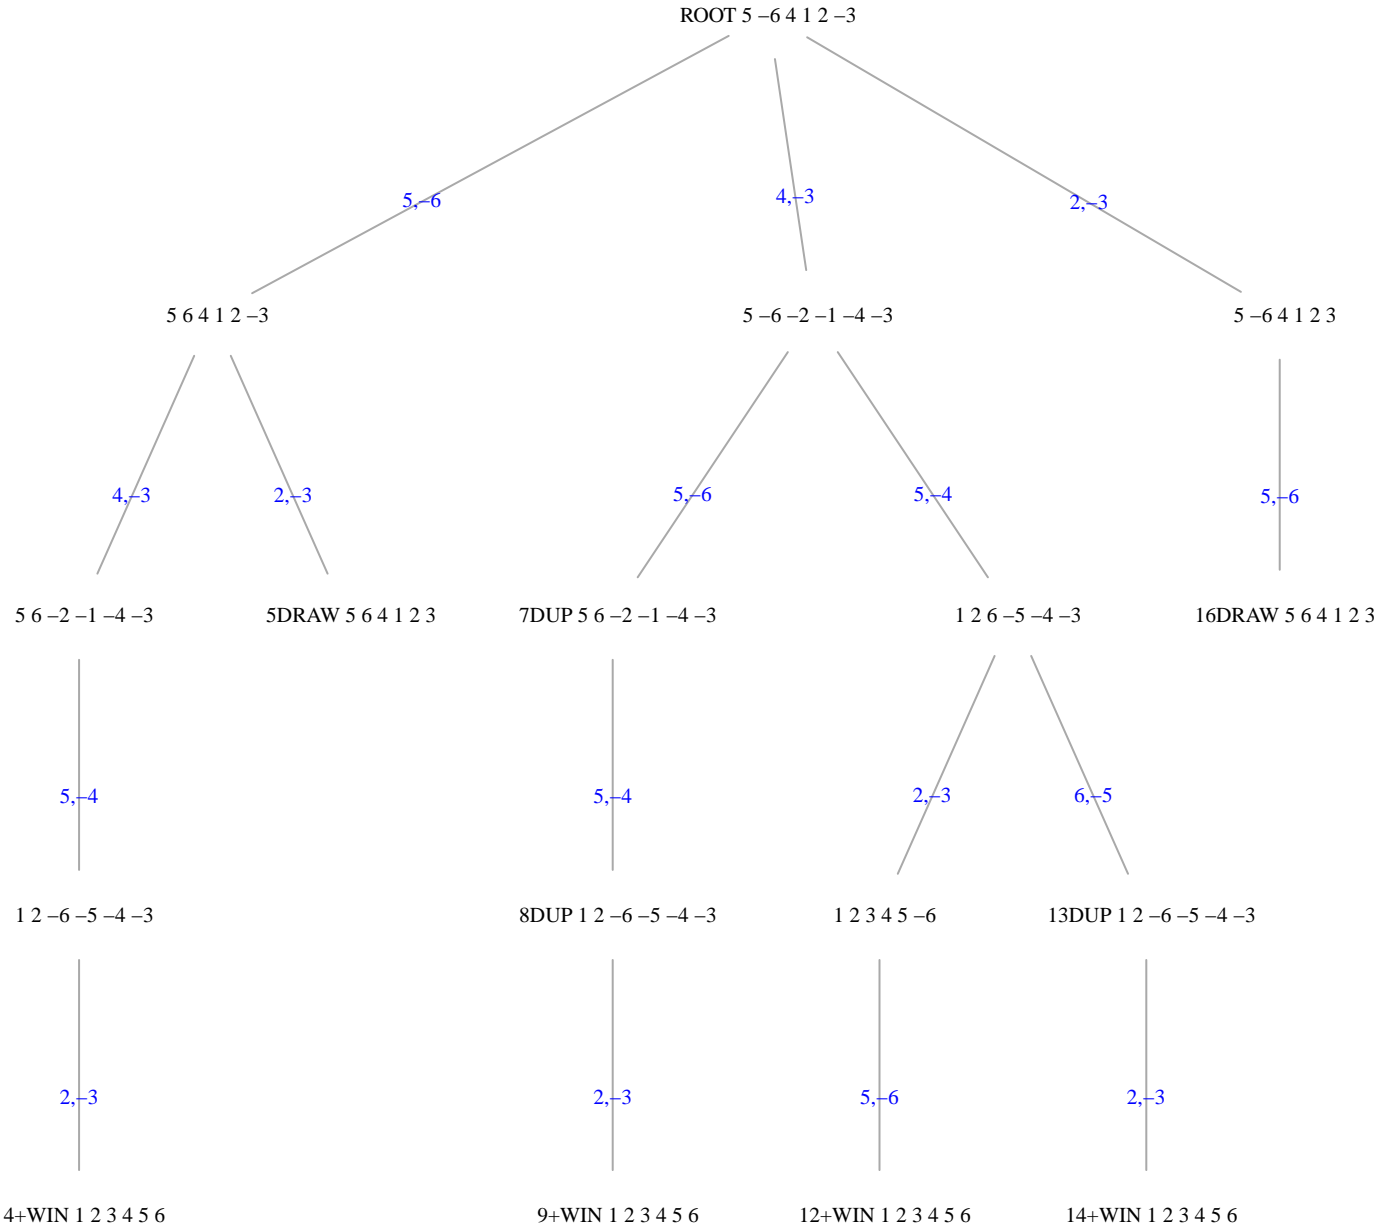 ROOT 5 –6 4 1 2 –3
5,–6
4,–3
2,–3
5 6 4 1 2 –3
5 –6 –2 –1 –4 –3
5 –6 4 1 2 3
4,–3
2,–3
5,–6
5,–4
5,–6
5 6 –2 –1 –4 –3
5DRAW 5 6 4 1 2 3
7DUP 5 6 –2 –1 –4 –3
1 2 6 –5 –4 –3
16DRAW 5 6 4 1 2 3
5,–4
5,–4
2,–3
6,–5
1 2 –6 –5 –4 –3
8DUP 1 2 –6 –5 –4 –3
1 2 3 4 5 –6
13DUP 1 2 –6 –5 –4 –3
2,–3
2,–3
5,–6
2,–3
4+WIN 1 2 3 4 5 6
9+WIN 1 2 3 4 5 6
12+WIN 1 2 3 4 5 6
14+WIN 1 2 3 4 5 6